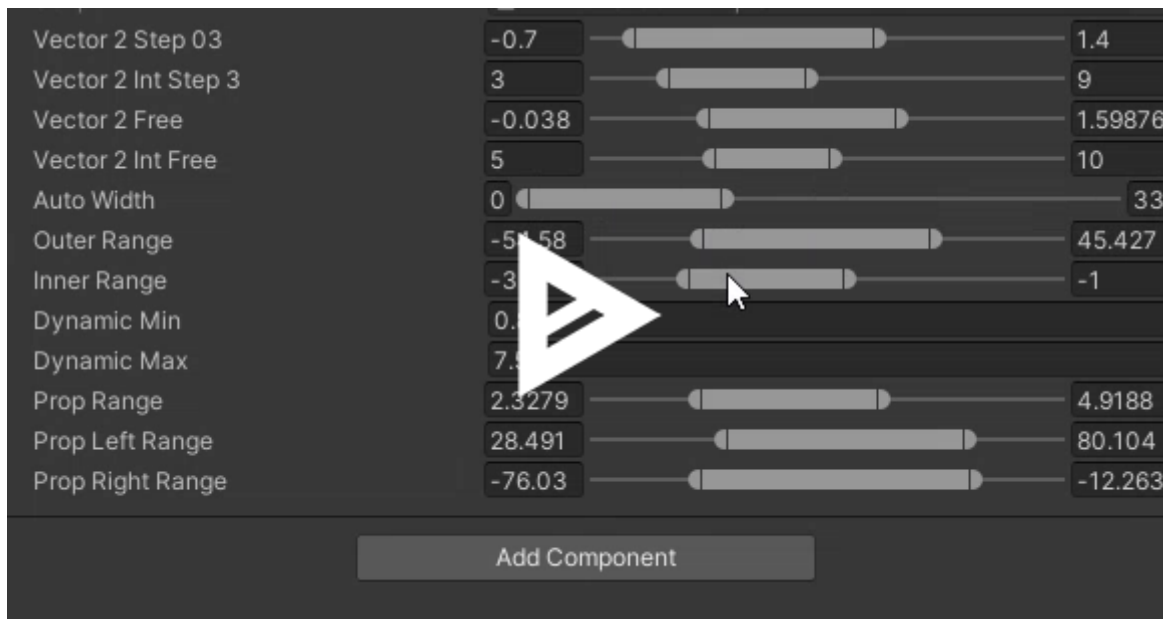 Vector 2 Step 03 -0.7 1.4
Vector 2 Int Step 3 3 9
Vector 2 Free -0.038 1.59876
Vector 2 Int Free 5 10
Auto Width 0 33
Outer Range 45.427
Inner Range -1
Dynamic Min
Dynamic Max
Prop Range 2.3279 4.9188
Prop Left Range 28.491 80.104
Prop Right Range -76.03 -12.263
Add Component